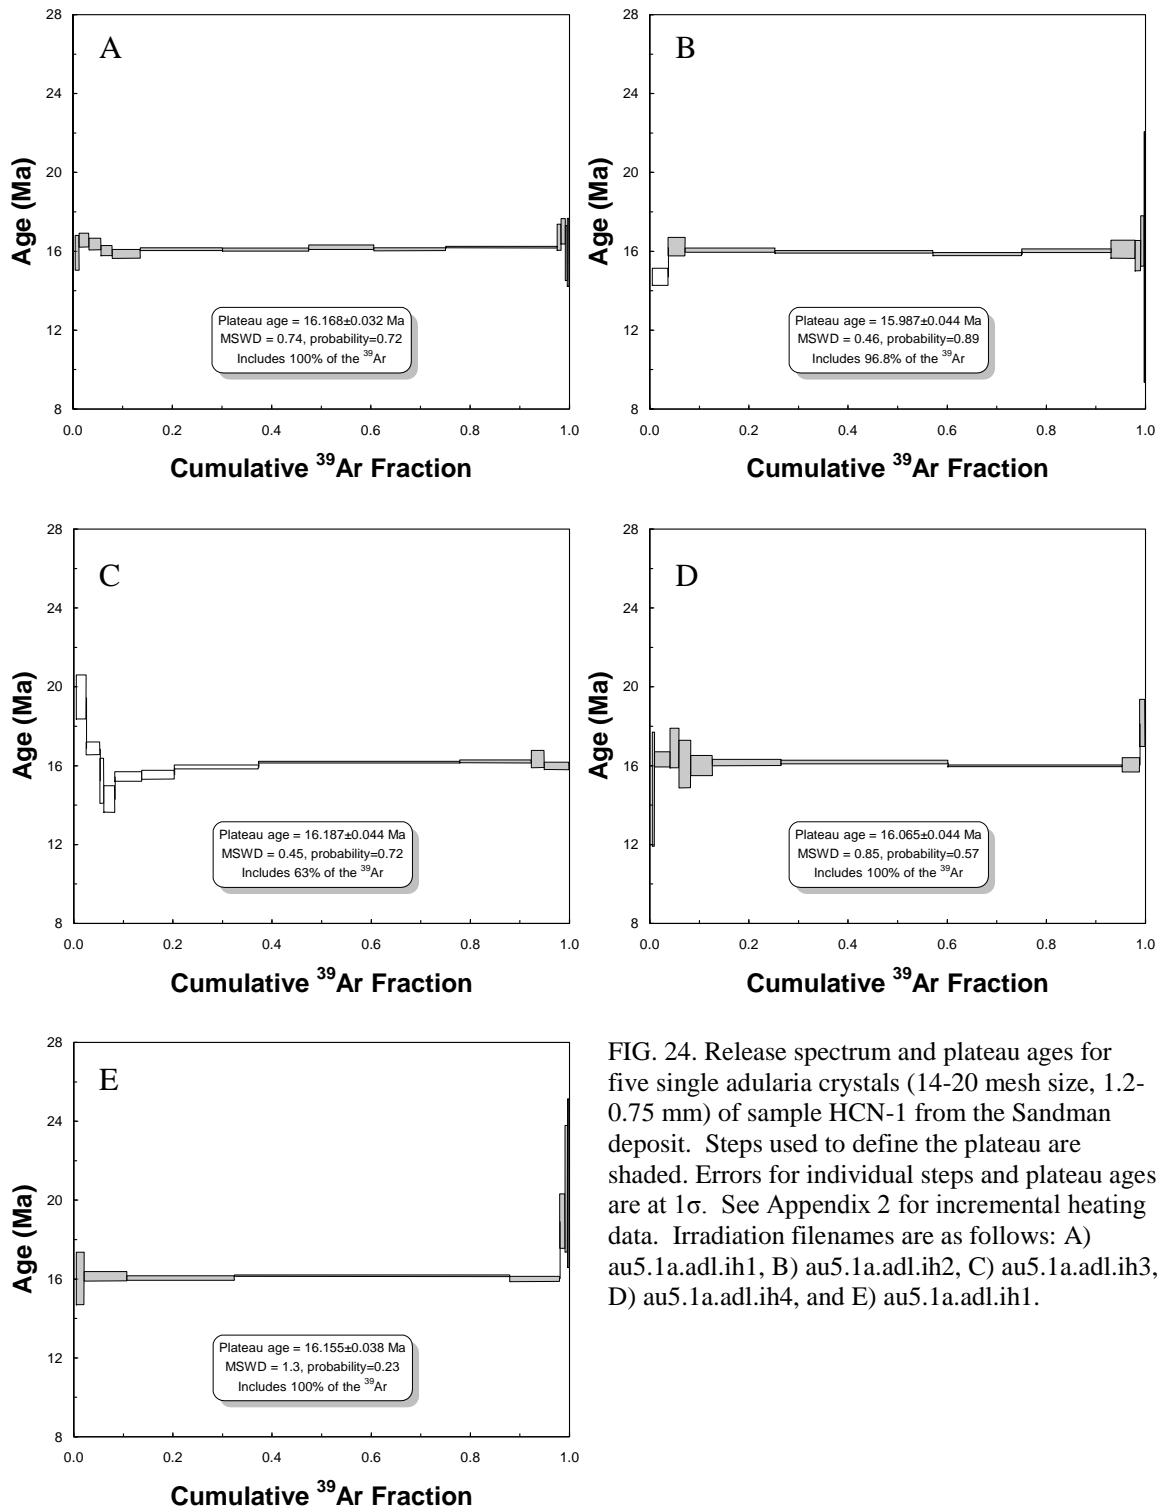 28
24
20
16
12
8
Age (Ma)
A
Plateau age = 16.168±0.032 Ma
MSWD = 0.74, probability=0.72
Includes 100% of the ³⁹Ar
0.0 0.2 0.4 0.6 0.8 1.0
Cumulative ³⁹Ar Fraction
28
24
20
16
12
8
Age (Ma)
B
Plateau age = 15.987±0.044 Ma
MSWD = 0.46, probability=0.89
Includes 96.8% of the ³⁹Ar
0.0 0.2 0.4 0.6 0.8 1.0
Cumulative ³⁹Ar Fraction
28
24
20
16
12
8
Age (Ma)
C
Plateau age = 16.187±0.044 Ma
MSWD = 0.45, probability=0.72
Includes 63% of the ³⁹Ar
0.0 0.2 0.4 0.6 0.8 1.0
Cumulative ³⁹Ar Fraction
28
24
20
16
12
8
Age (Ma)
D
Plateau age = 16.065±0.044 Ma
MSWD = 0.85, probability=0.57
Includes 100% of the ³⁹Ar
0.0 0.2 0.4 0.6 0.8 1.0
Cumulative ³⁹Ar Fraction
28
24
20
16
12
8
Age (Ma)
E
Plateau age = 16.155±0.038 Ma
MSWD = 1.3, probability=0.23
Includes 100% of the ³⁹Ar
0.0 0.2 0.4 0.6 0.8 1.0
Cumulative ³⁹Ar Fraction
FIG. 24. Release spectrum and plateau ages for
five single adularia crystals (14-20 mesh size, 1.2-
0.75 mm) of sample HCN-1 from the Sandman
deposit. Steps used to define the plateau are
shaded. Errors for individual steps and plateau ages
are at 1σ. See Appendix 2 for incremental heating
data. Irradiation filenames are as follows: A)
au5.1a.adl.ih1, B) au5.1a.adl.ih2, C) au5.1a.adl.ih3,
D) au5.1a.adl.ih4, and E) au5.1a.adl.ih1.